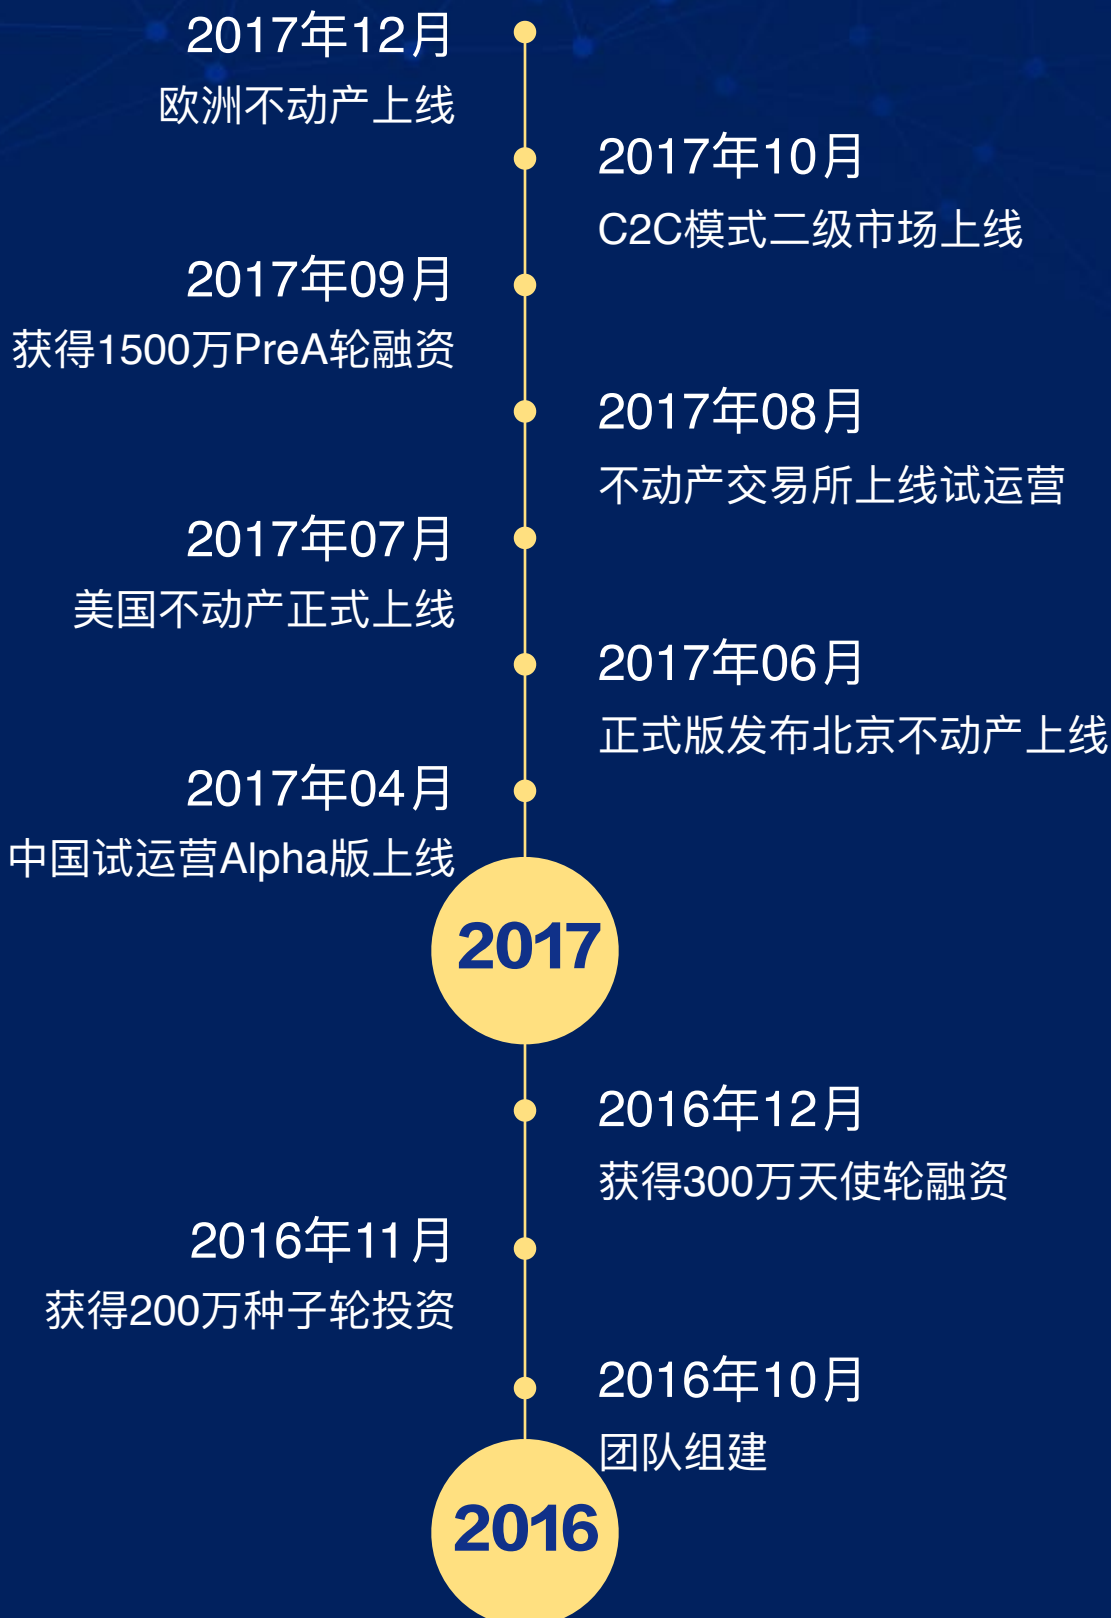 2017年12月
欧洲不动产上线
2017年10月
C2C模式二级市场上线
2017年09月
获得1500万PreA轮融资
2017年08月
不动产交易所上线试运营
2017年07月
美国不动产正式上线
2017年06月
正式版发布北京不动产上线
2017年04月
中国试运营Alpha版上线
2017
2016年12月
获得300万天使轮融资
2016年11月
获得200万种子轮投资
2016年10月
团队组建
2016